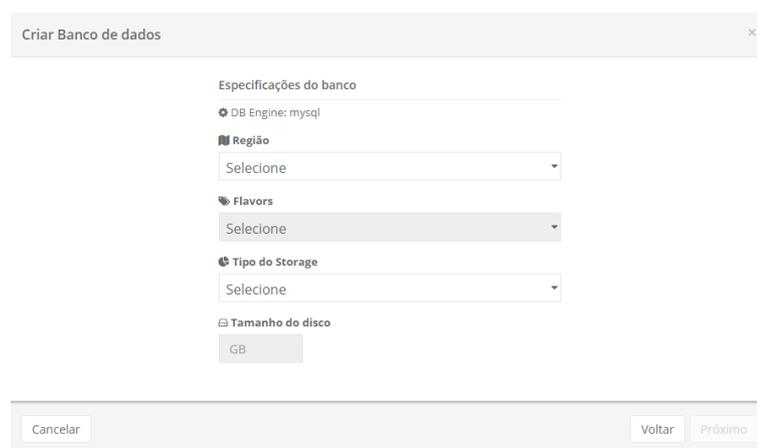 Criar Banco de dados
×
Especificações do banco
DB Engine: mysql
Região
Selecione
Flavors
Selecione
Tipo do Storage
Selecione
Tamanho do disco
GB
Cancelar
Voltar
Próximo